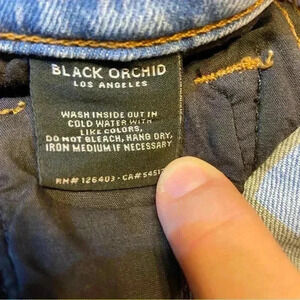 BLACK ORCHID
LOS ANGELES
WASH INSIDE OUT IN
COLD WATER WITH
LIKE COLORS,
DO NOT BLEACH, HANG DRY,
IRON MEDIUM IF NECESSARY
RN# 126403 - CA#